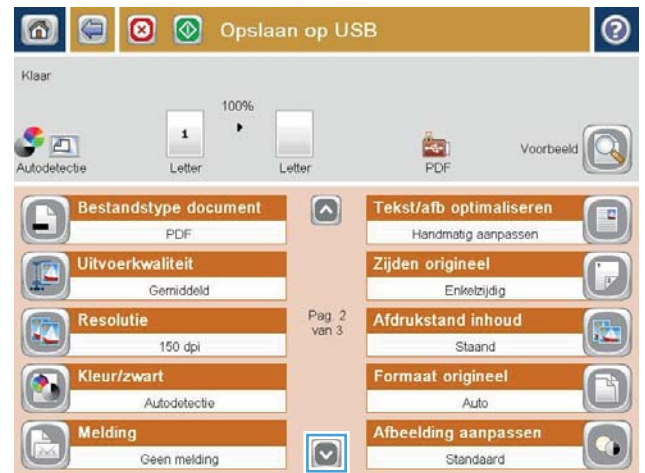 Opslaan op USB
Klaar
100%
1
Autodetectie
Letter
Letter
PDF
Voorbeeld
Bestandstype document
PDF
Uitvoerkwaliteit
Gemiddeld
Resolutie
150 dpi
Kleur/zwart
Autodetectie
Melding
Geen melding
Pag. 2
van 3
Tekst/afb optimaliseren
Handmatig aanpassen
Zijden origineel
Enkelzijdig
Afdrukstand inhoud
Staand
Formaat origineel
Auto
Afbeelding aanpassen
Standaard